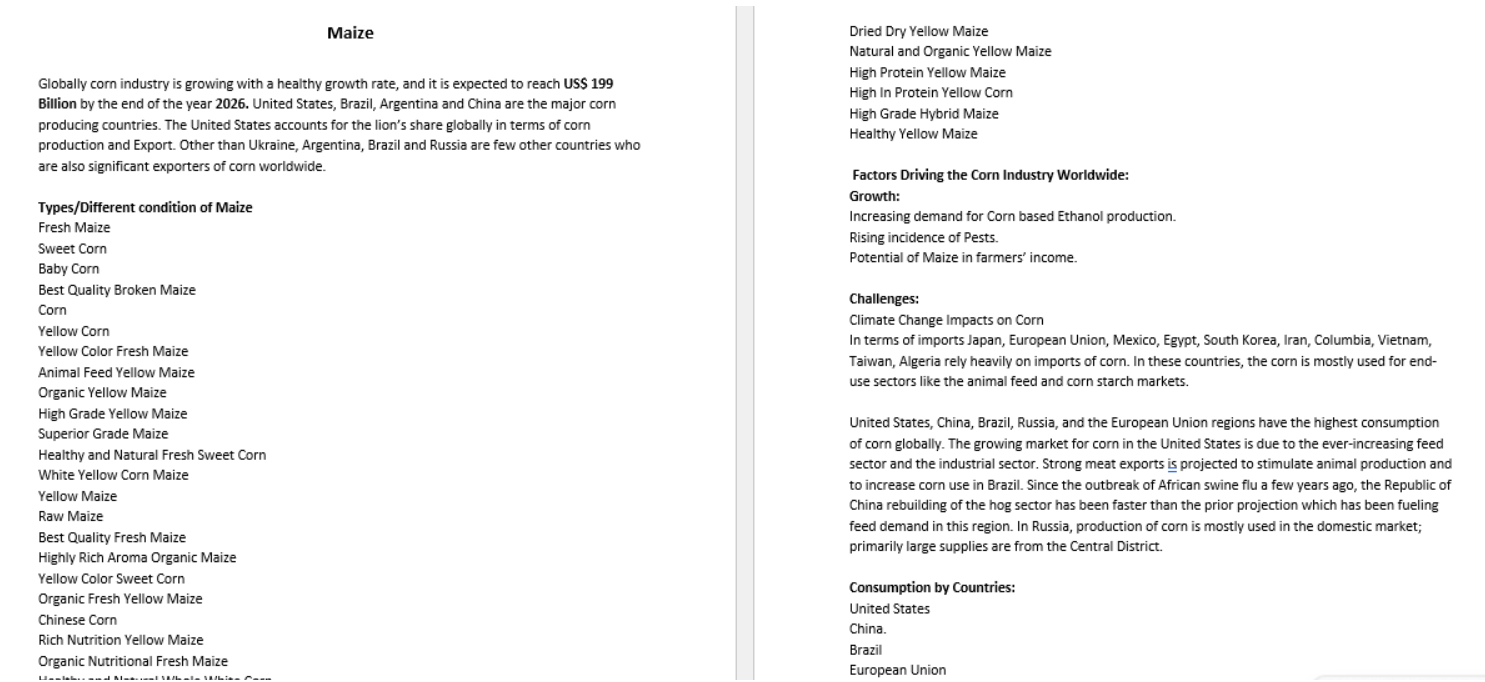 Maize
Globally corn industry is growing with a healthy growth rate, and it is expected to reach US$ 199
Billion by the end of the year 2026. United States, Brazil, Argentina and China are the major corn
producing countries. The United States accounts for the lion’s share globally in terms of corn
production and Export. Other than Ukraine, Argentina, Brazil and Russia are few other countries who
are also significant exporters of corn worldwide.
Types/Different condition of Maize
Fresh Maize
Sweet Corn
Baby Corn
Best Quality Broken Maize
Corn
Yellow Corn
Yellow Color Fresh Maize
Animal Feed Yellow Maize
Organic Yellow Maize
High Grade Yellow Maize
Superior Grade Maize
Healthy and Natural Fresh Sweet Corn
White Yellow Corn Maize
Yellow Maize
Raw Maize
Best Quality Fresh Maize
Highly Rich Aroma Organic Maize
Yellow Color Sweet Corn
Organic Fresh Yellow Maize
Chinese Corn
Rich Nutrition Yellow Maize
Organic Nutritional Fresh Maize
Healthy and Natural Whole White Corn
Dried Dry Yellow Maize
Natural and Organic Yellow Maize
High Protein Yellow Maize
High In Protein Yellow Corn
High Grade Hybrid Maize
Healthy Yellow Maize
Factors Driving the Corn Industry Worldwide:
Growth:
Increasing demand for Corn based Ethanol production.
Rising incidence of Pests.
Potential of Maize in farmers’ income.
Challenges:
Climate Change Impacts on Corn
In terms of imports Japan, European Union, Mexico, Egypt, South Korea, Iran, Columbia, Vietnam,
Taiwan, Algeria rely heavily on imports of corn. In these countries, the corn is mostly used for end-
use sectors like the animal feed and corn starch markets.
United States, China, Brazil, Russia, and the European Union regions have the highest consumption
of corn globally. The growing market for corn in the United States is due to the ever-increasing feed
sector and the industrial sector. Strong meat exports is projected to stimulate animal production and
to increase corn use in Brazil. Since the outbreak of African swine flu a few years ago, the Republic of
China rebuilding of the hog sector has been faster than the prior projection which has been fueling
feed demand in this region. In Russia, production of corn is mostly used in the domestic market;
primarily large supplies are from the Central District.
Consumption by Countries:
United States
China.
Brazil
European Union